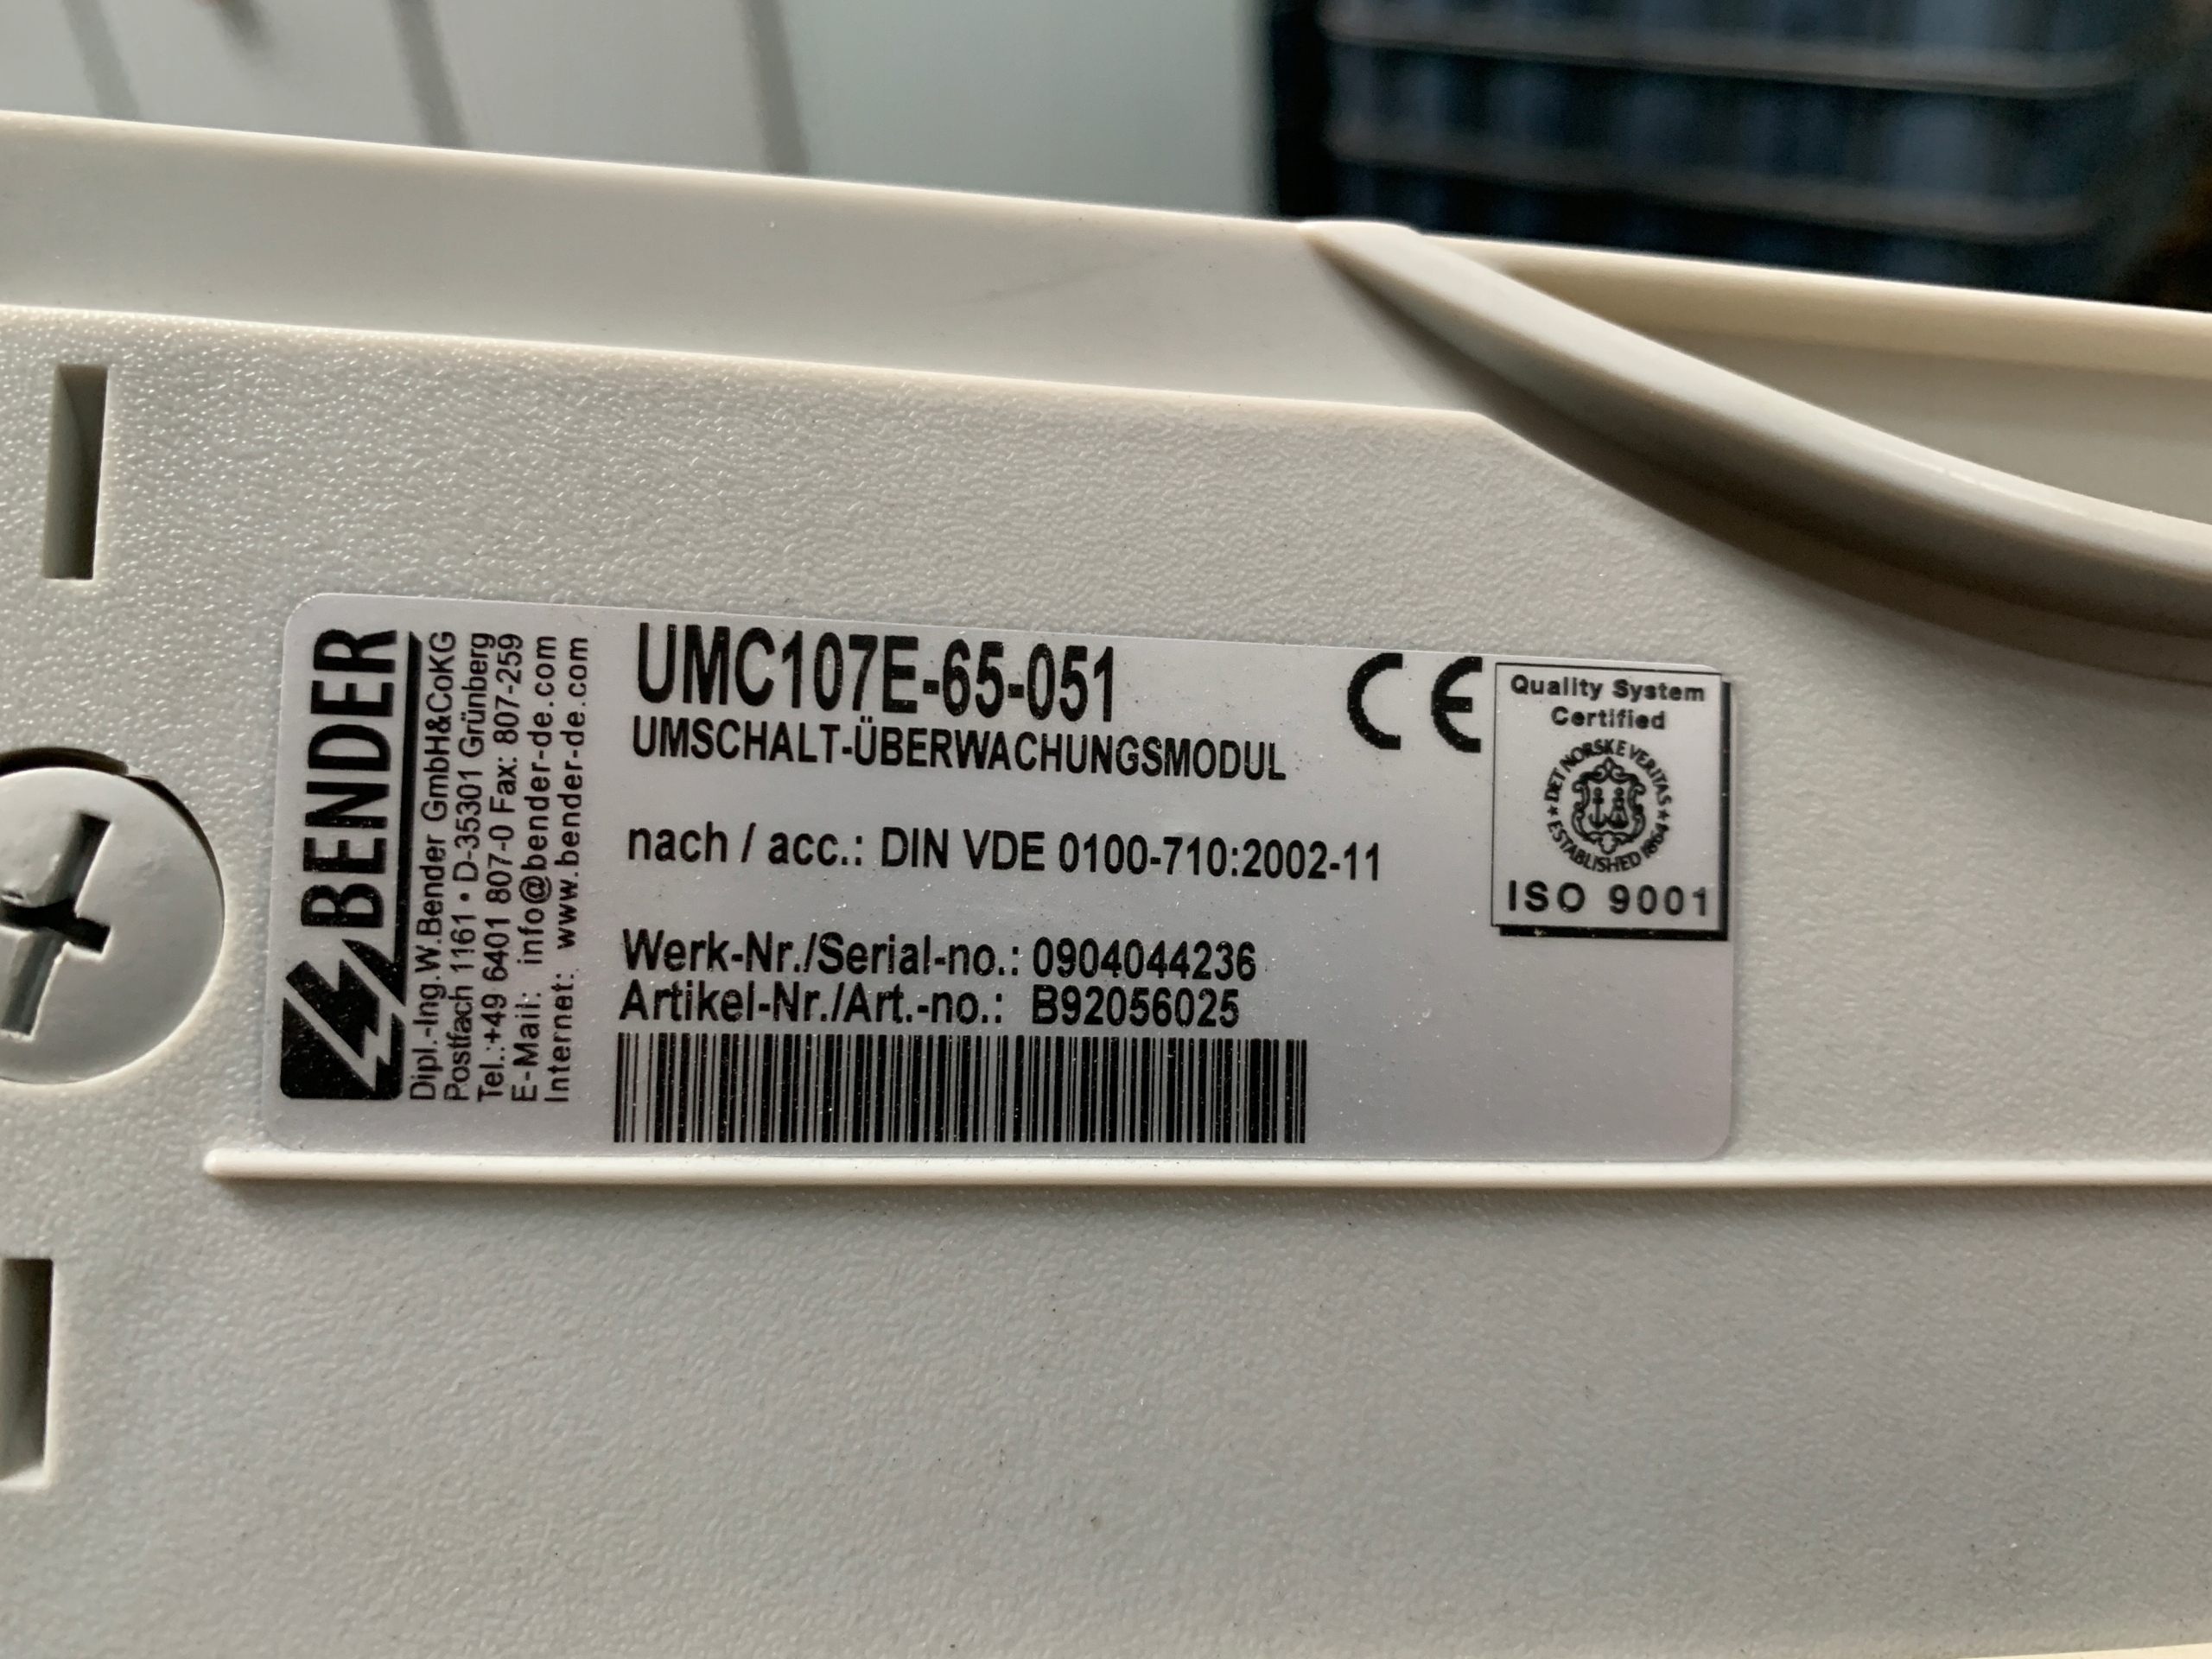 BENDER
Dipl.-Ing.W.Bender GmbH&CoKG
Postfach 1161 • D-35301 Grünberg
Tel.:+49 6401 807-0 Fax: 807-259
E-Mail: info@bender-de.com
Internet: www.bender-de.com
UMC107E-65-051
UMSCHALT-ÜBERWACHUNGSMODUL
nach / acc.: DIN VDE 0100-710:2002-11
Werk-Nr./Serial-no.: 0904044236
Artikel-Nr./Art.-no.: B92056025
CE
Quality System
Certified
DET NORSKE VERITAS
★ ESTABLISHED 1864 ★
ISO 9001